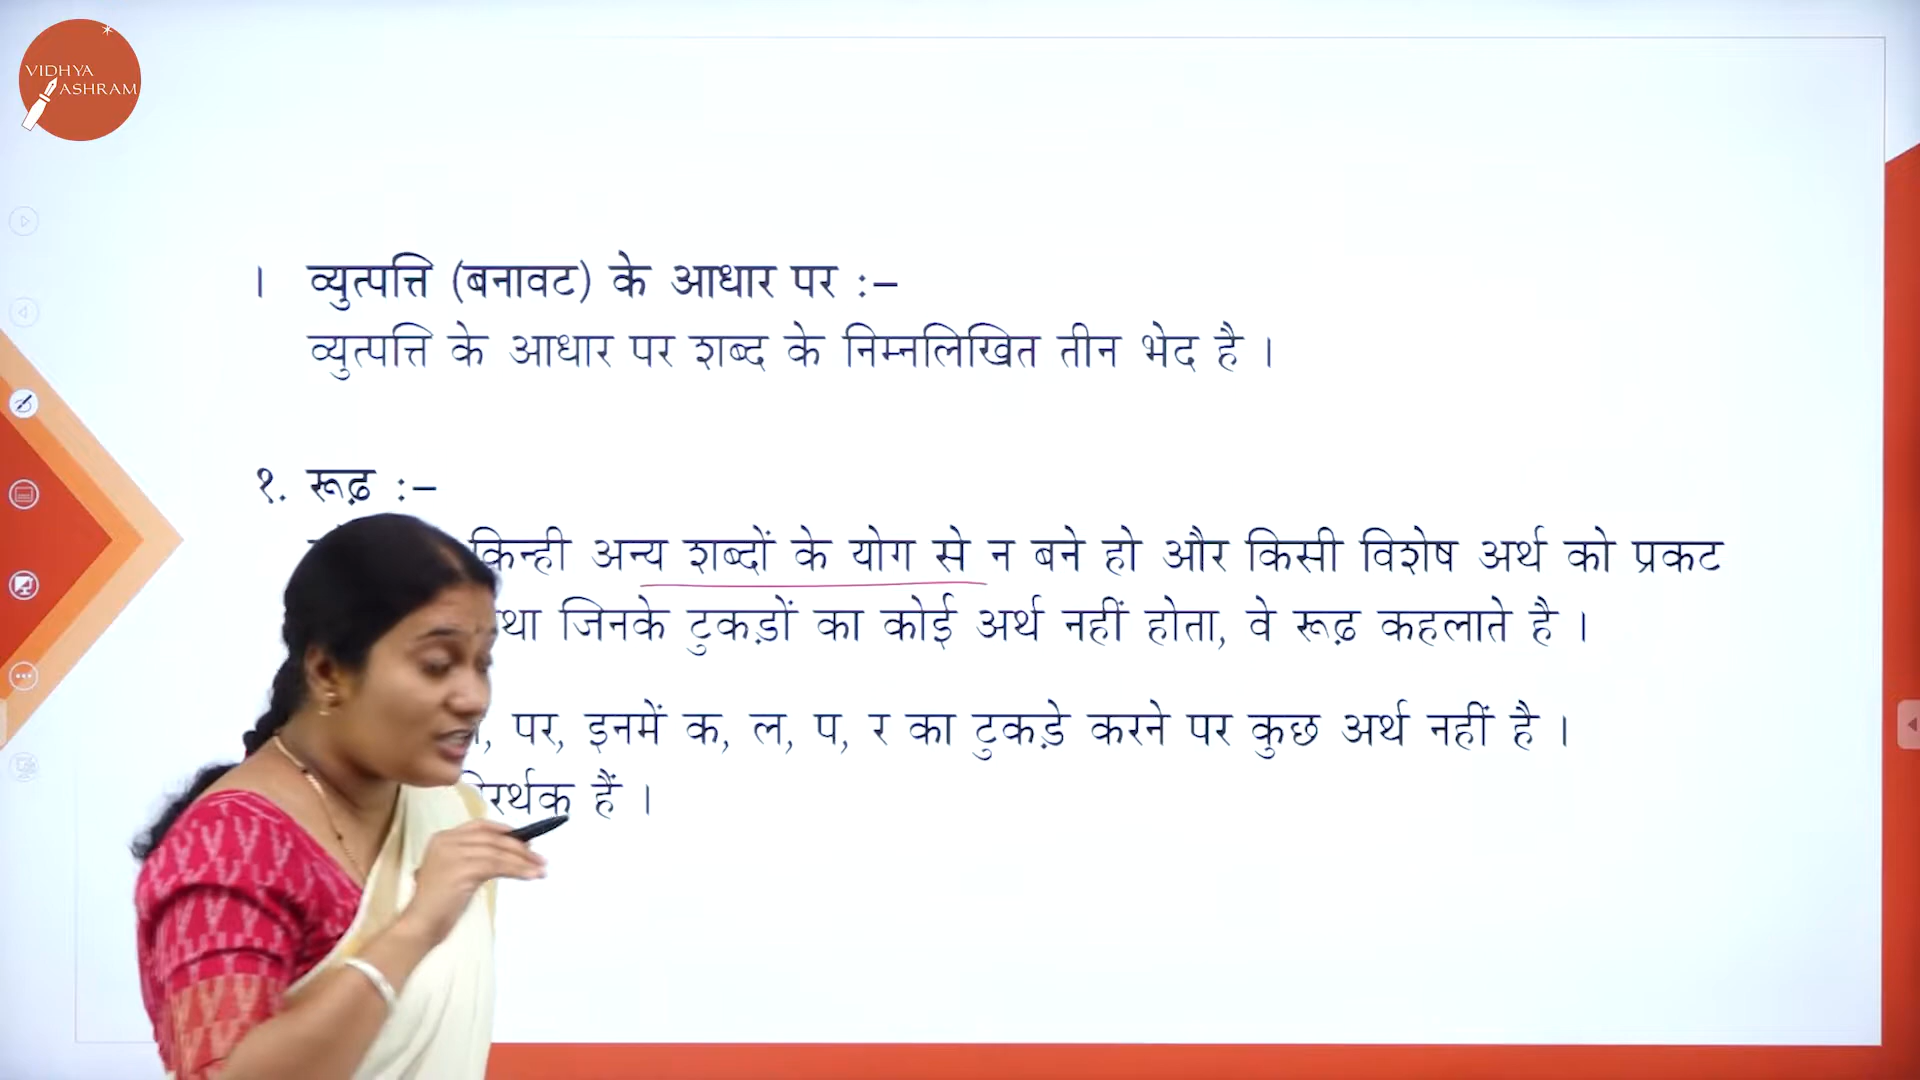 VIDHYA
ASHRAM
। व्युत्पत्ति (बनावट) के आधार पर :–
व्युत्पत्ति के आधार पर शब्द के निम्नलिखित तीन भेद है ।
१. रूढ़ :–
किन्ही अन्य शब्दों के योग से न बने हो और किसी विशेष अर्थ को प्रकट
जिनके टुकड़ों का कोई अर्थ नहीं होता, वे रूढ़ कहलाते है ।
पर, इनमें क, ल, प, र का टुकड़े करने पर कुछ अर्थ नहीं है ।
हैं ।